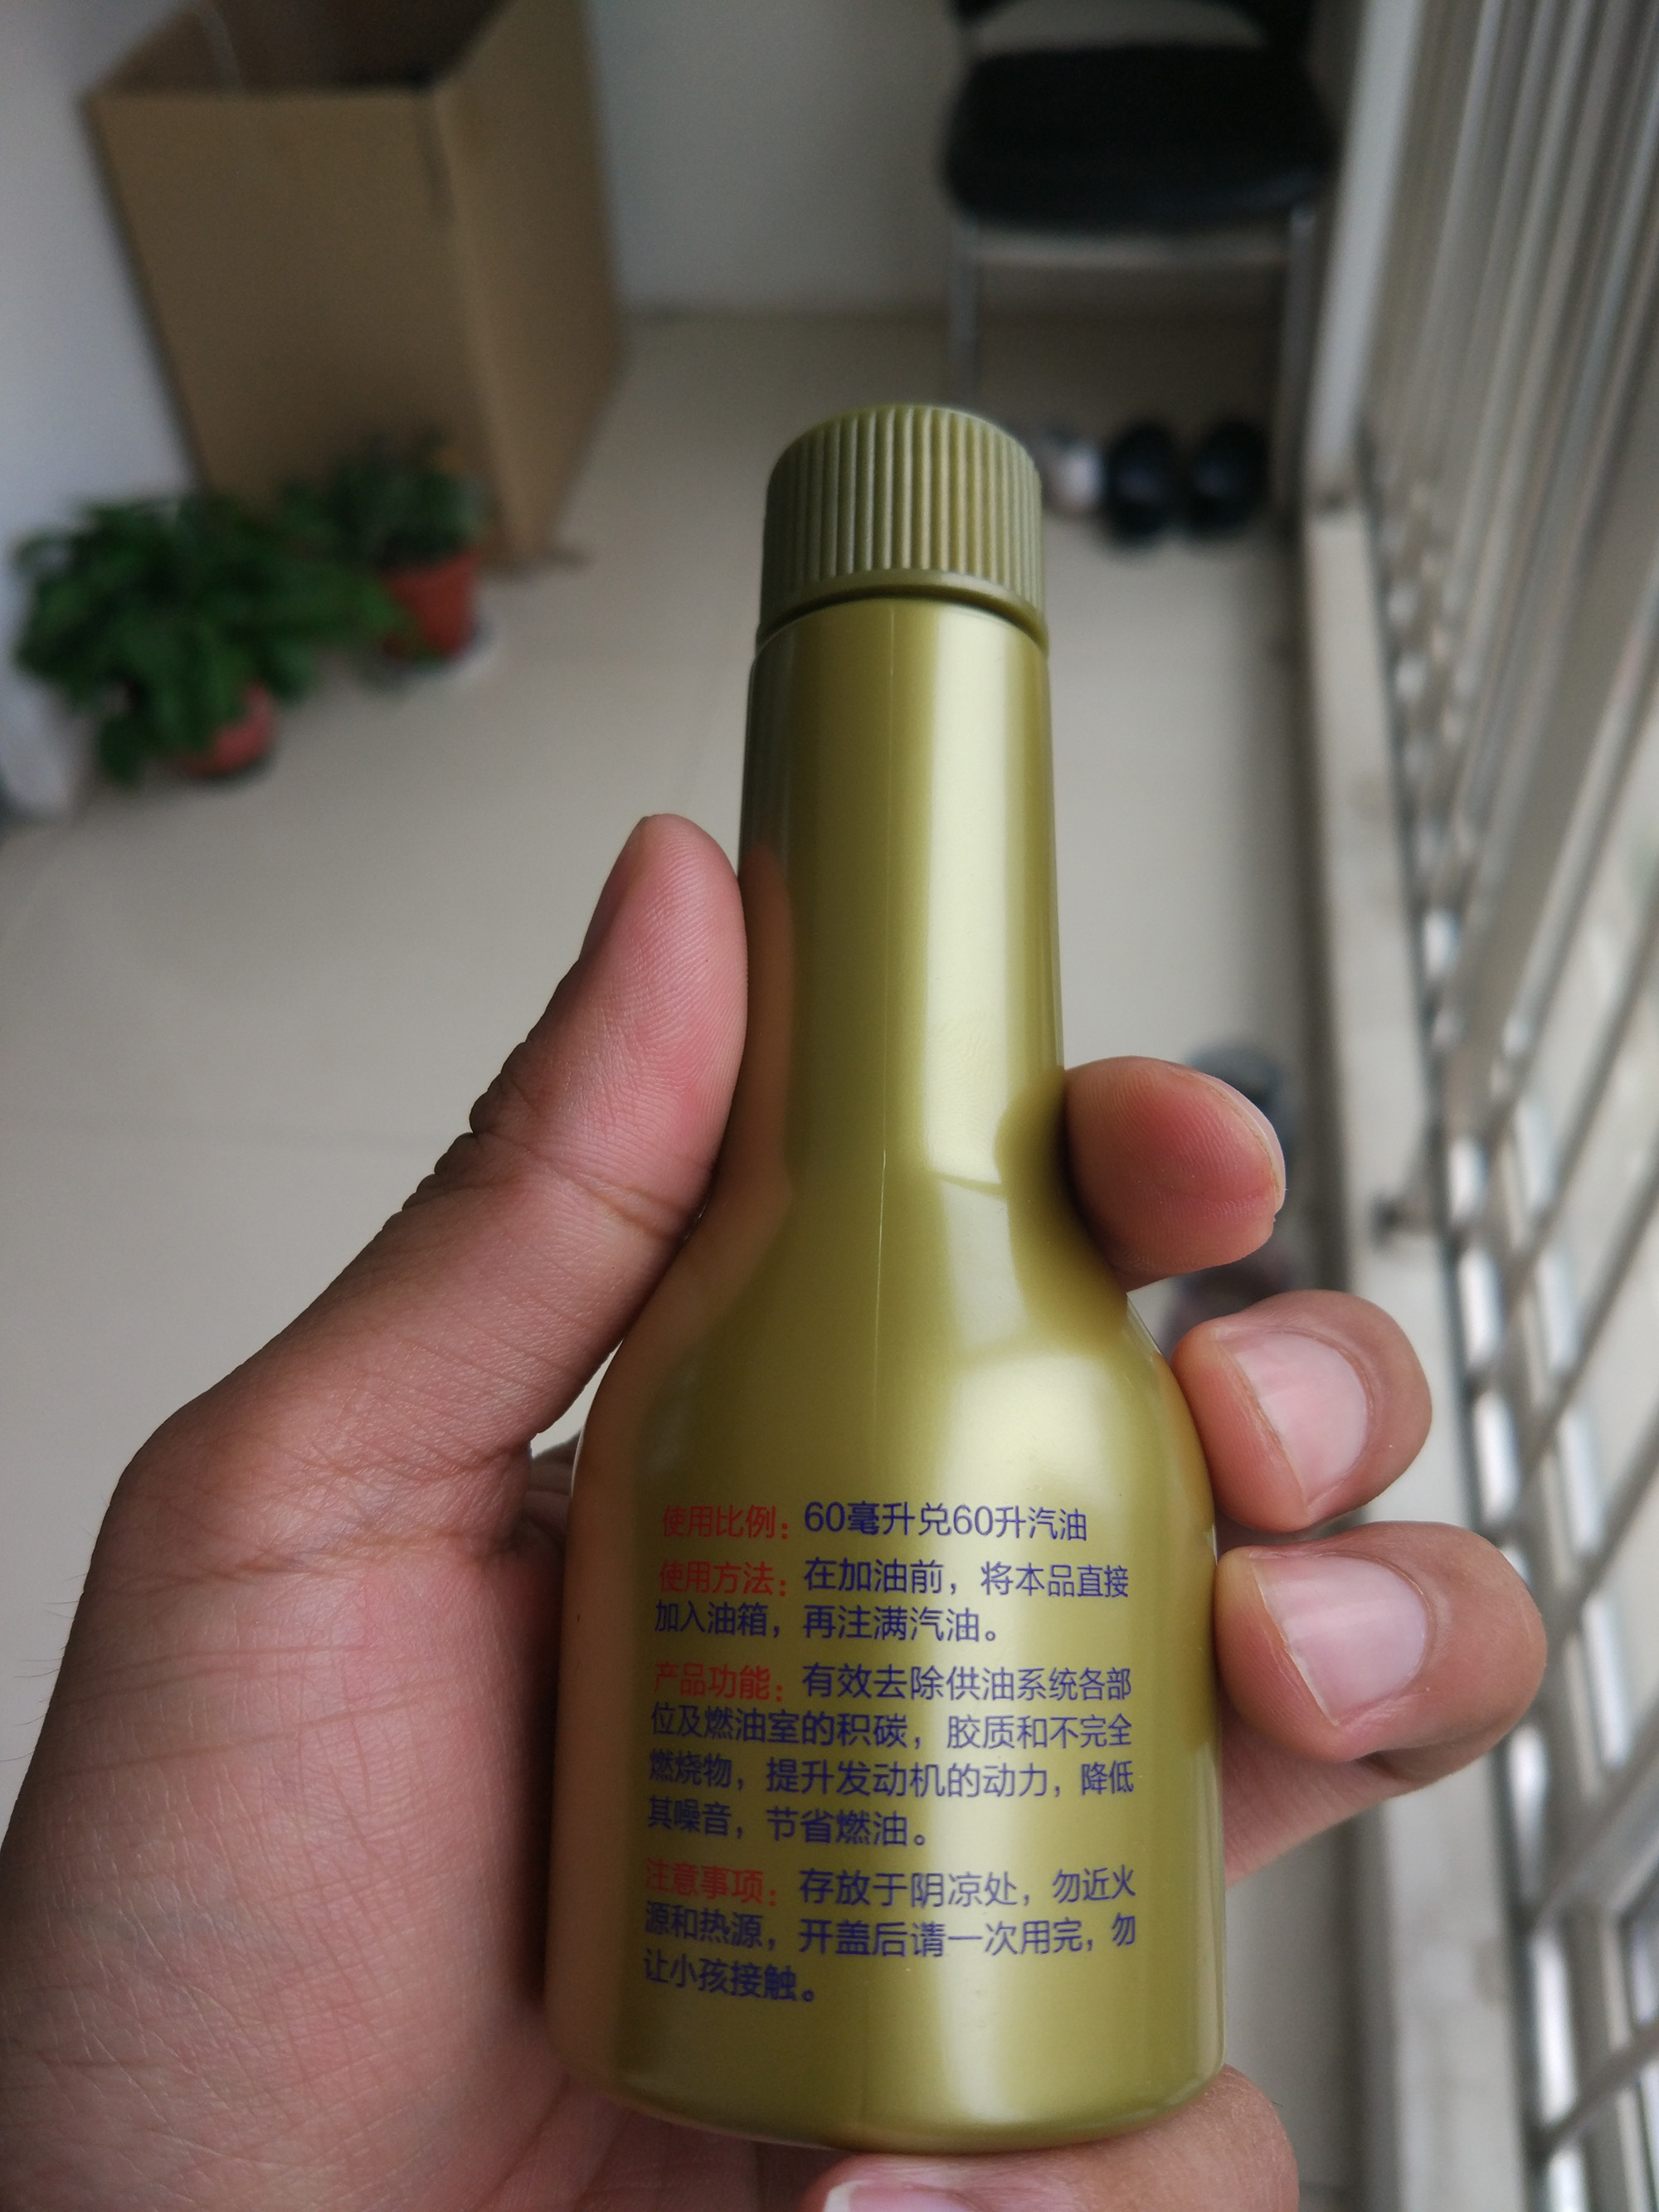 使用比例：60毫升兑60升汽油
使用方法：在加油前，将本品直接
加入油箱，再注满汽油。
产品功能：有效去除供油系统各部
位及燃油室的积碳，胶质和不完全
燃烧物，提升发动机的动力，降低
其噪音，节省燃油。
注意事项：存放于阴凉处，勿近火
源和热源，开盖后请一次用完，勿
让小孩接触。